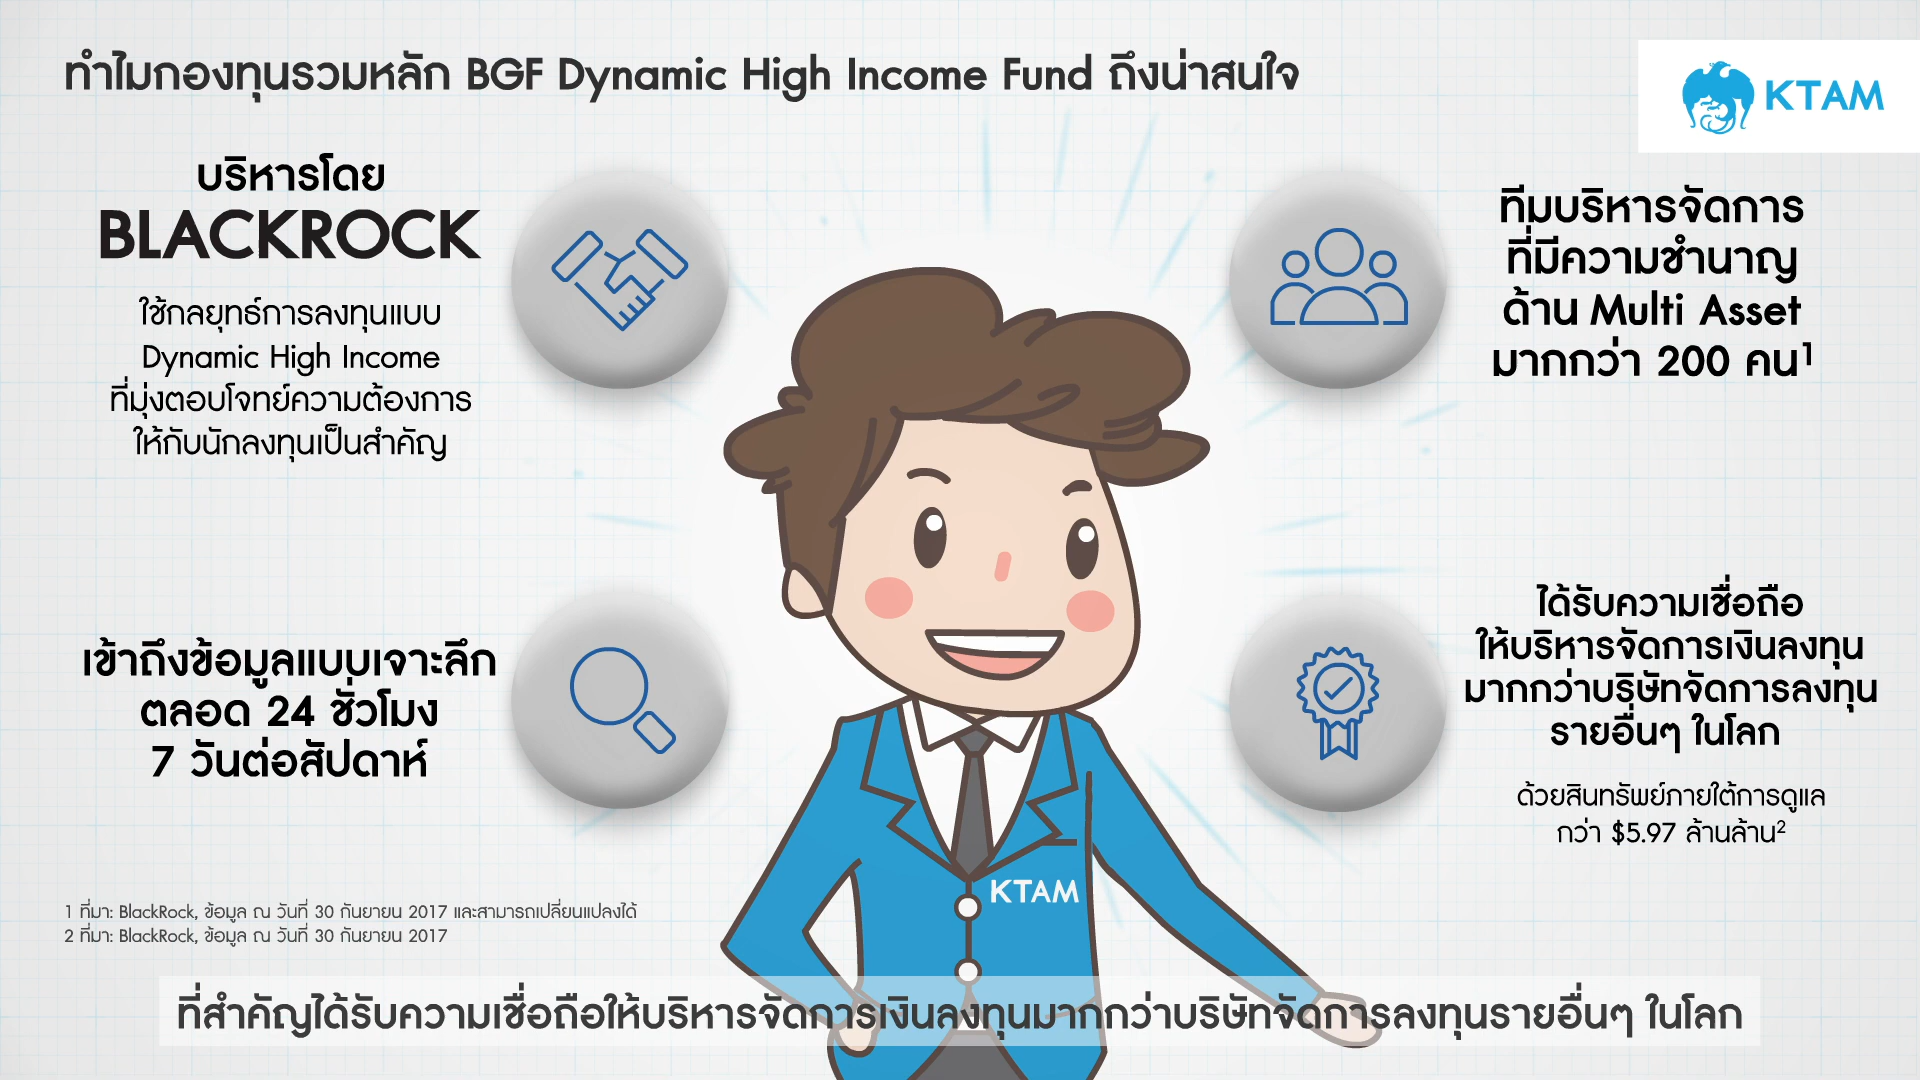 ทำไมกองทุนรวมหลัก BGF Dynamic High Income Fund ถึงน่าสนใจ
KTAM
บริหารโดย
BLACKROCK
ใช้กลยุทธ์การลงทุนแบบ
Dynamic High Income
ที่มุ่งตอบโจทย์ความต้องการ
ให้กับนักลงทุนเป็นสำคัญ
ทีมบริหารจัดการ
ที่มีความชำนาญ
ด้าน Multi Asset
มากกว่า 200 คน¹
เข้าถึงข้อมูลแบบเจาะลึก
ตลอด 24 ชั่วโมง
7 วันต่อสัปดาห์
ได้รับความเชื่อถือ
ให้บริหารจัดการเงินลงทุน
มากกว่าบริษัทจัดการลงทุน
รายอื่นๆ ในโลก
ด้วยสินทรัพย์ภายใต้การดูแล
กว่า $5.97 ล้านล้าน²
KTAM
1 ที่มา: BlackRock, ข้อมูล ณ วันที่ 30 กันยายน 2017 และสามารถเปลี่ยนแปลงได้
2 ที่มา: BlackRock, ข้อมูล ณ วันที่ 30 กันยายน 2017
ที่สำคัญได้รับความเชื่อถือให้บริหารจัดการเงินลงทุนมากกว่าบริษัทจัดการลงทุนรายอื่นๆ ในโลก